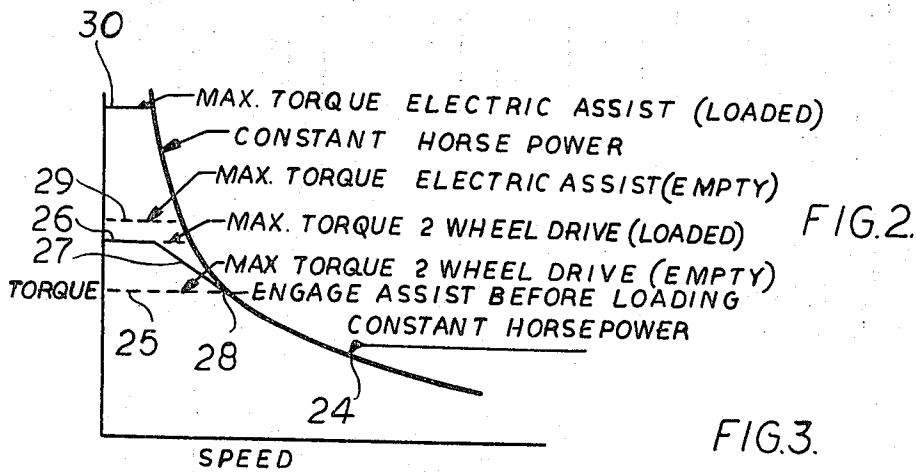 30
MAX. TORQUE ELECTRIC ASSIST (LOADED)
CONSTANT HORSE POWER
29
MAX. TORQUE ELECTRIC ASSIST(EMPTY)
26
MAX. TORQUE 2 WHEEL DRIVE (LOADED)
FIG.2.
27
MAX TORQUE 2 WHEEL DRIVE (EMPTY)
TORQUE
ENGAGE ASSIST BEFORE LOADING
25
28
CONSTANT HORSEPOWER
24
SPEED
FIG.3.